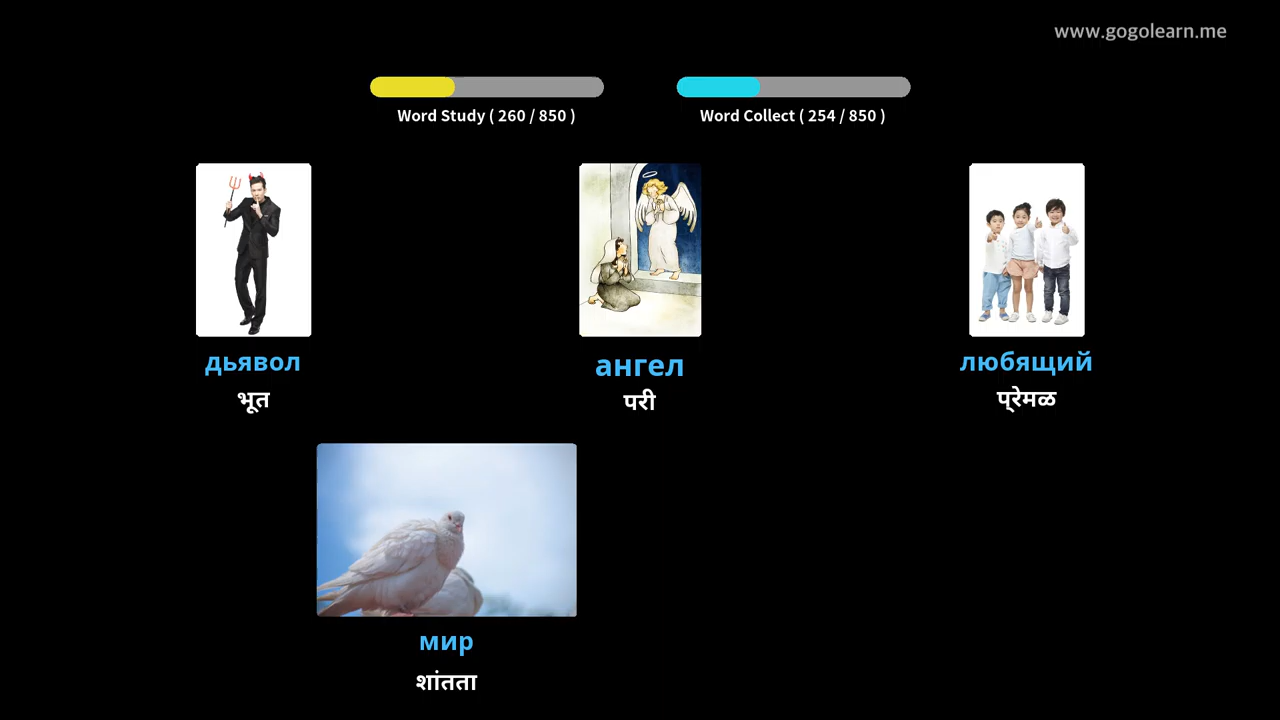 www.gogolearn.me
Word Study ( 260 / 850 )
Word Collect ( 254 / 850 )
дьявол
भूत
ангел
परी
любящий
प्रेमळ
мир
शांतता